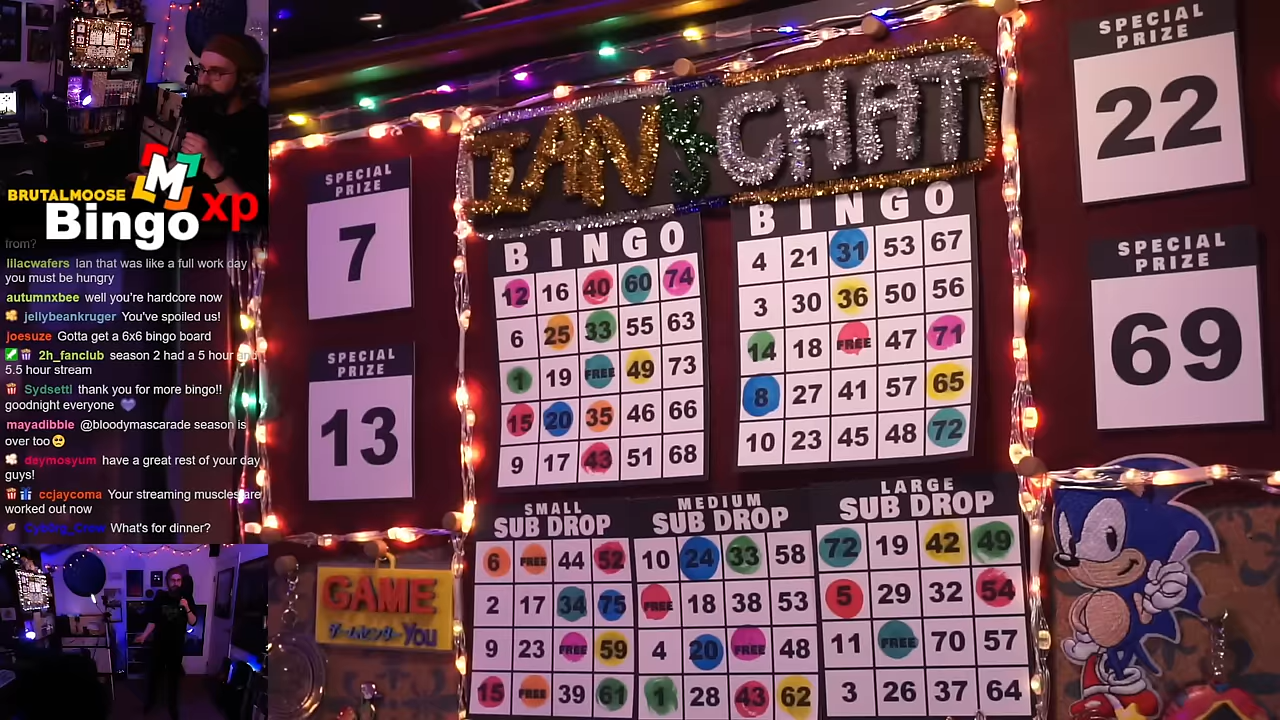 BRUTALMOOSE
M
Bingo xp
from?
lilacwafers Ian that was like a full work day
you must be hungry
autumnxbee well you're hardcore now
jellybeankruger You've spoiled us!
joesuze Gotta get a 6x6 bingo board
2h_fanclub season 2 had a 5 hour and
5.5 hour stream
Sydsettl thank you for more bingo!!
goodnight everyone
mayadibbie @bloodymascarade season is
over too
deymosyum have a great rest of your day
guys!
ccjaycoma Your streaming muscles are
worked out now
What's for dinner?
SPECIAL
PRIZE
7
SPECIAL
PRIZE
13
IAN & CHAT
BINGO
12 16 40 60 74
6 25 33 55 63
1 19 FREE 49 73
15 20 35 46 66
9 17 43 51 68
BINGO
4 21 31 53 67
3 30 36 50 56
14 18 FREE 47 71
8 27 41 57 65
10 23 45 48 72
SPECIAL
PRIZE
22
SPECIAL
PRIZE
69
SMALL
SUB DROP
6 FREE 44 52
2 17 34 75
9 23 FREE 59
15 FREE 39 61
MEDIUM
SUB DROP
10 24 33 58
FREE 18 38 53
4 20 FREE 48
1 28 43 62
LARGE
SUB DROP
72 19 42 49
5 29 32 54
11 FREE 70 57
3 26 37 64
GAME
ゲームセンター You